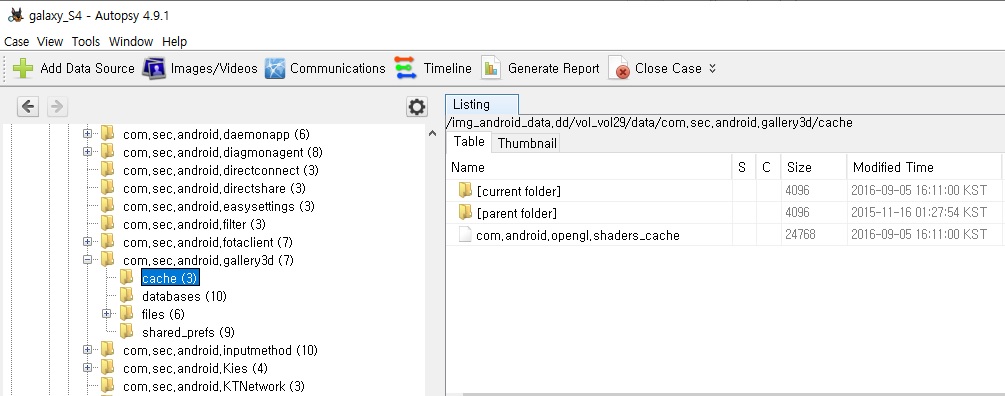 galaxy_S4 - Autopsy 4.9.1
Case View Tools Window Help
Add Data Source Images/Videos Communications Timeline Generate Report Close Case
Listing
/img_android_data.dd/vol_vol29/data/com.sec.android.gallery3d/cache
Table Thumbnail
Name S C Size Modified Time
[current folder] 4096 2016-09-05 16:11:00 KST
[parent folder] 4096 2015-11-16 01:27:54 KST
com.android.opengl.shaders_cache 24768 2016-09-05 16:11:00 KST
com.sec.android.daemonapp (6)
com.sec.android.diagmonagent (8)
com.sec.android.directconnect (3)
com.sec.android.directshare (3)
com.sec.android.easysettings (3)
com.sec.android.filter (3)
com.sec.android.fotaclient (7)
com.sec.android.gallery3d (7)
cache (3)
databases (10)
files (6)
shared_prefs (9)
com.sec.android.inputmethod (10)
com.sec.android.Kies (4)
com.sec.android.KTNetwork (3)